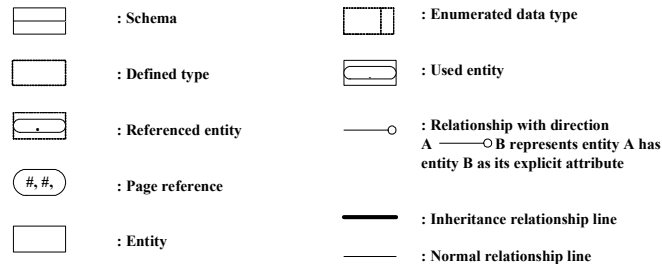 : Schema
: Defined type
: Referenced entity
#, #,
: Page reference
: Entity
: Enumerated data type
: Used entity
: Relationship with direction
A B represents entity A has
entity B as its explicit attribute
: Inheritance relationship line
: Normal relationship line